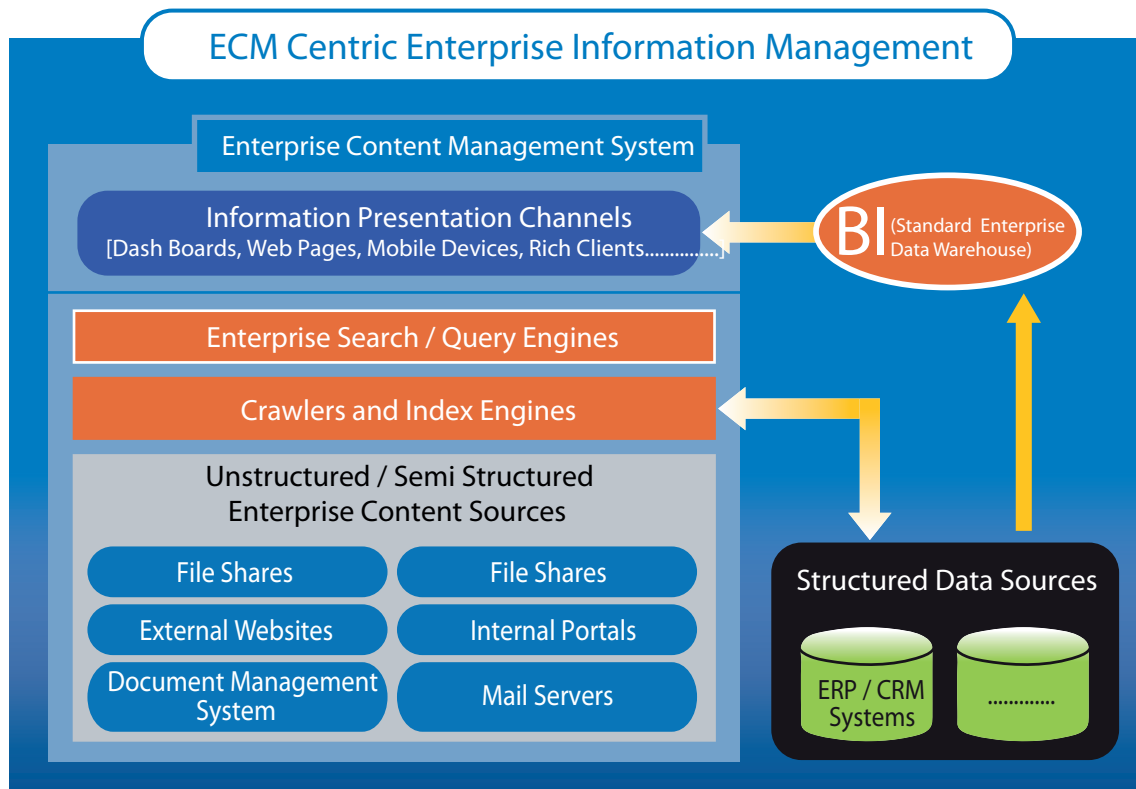 ECM Centric Enterprise Information Management
Enterprise Content Management System
Information Presentation Channels
[Dash Boards, Web Pages, Mobile Devices, Rich Clients...............]
BI (Standard Enterprise
Data Warehouse)
Enterprise Search / Query Engines
Crawlers and Index Engines
Unstructured / Semi Structured
Enterprise Content Sources
File Shares
File Shares
External Websites
Internal Portals
Document Management
System
Mail Servers
Structured Data Sources
ERP / CRM
Systems
.............